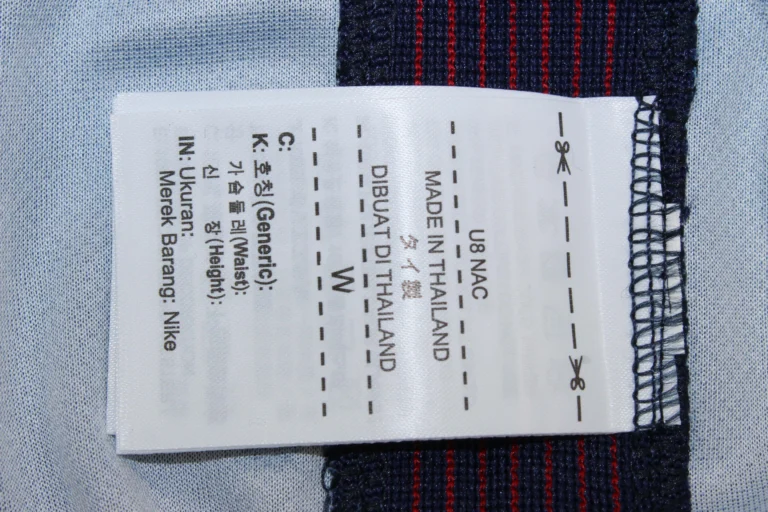 U8 NAC
MADE IN THAILAND
タイ製
DIBUAT DI THAILAND
W
C:
K: 호칭(Generic):
가슴둘레(Waist):
신 장(Height):
IN: Ukuran:
Merek Barang: Nike